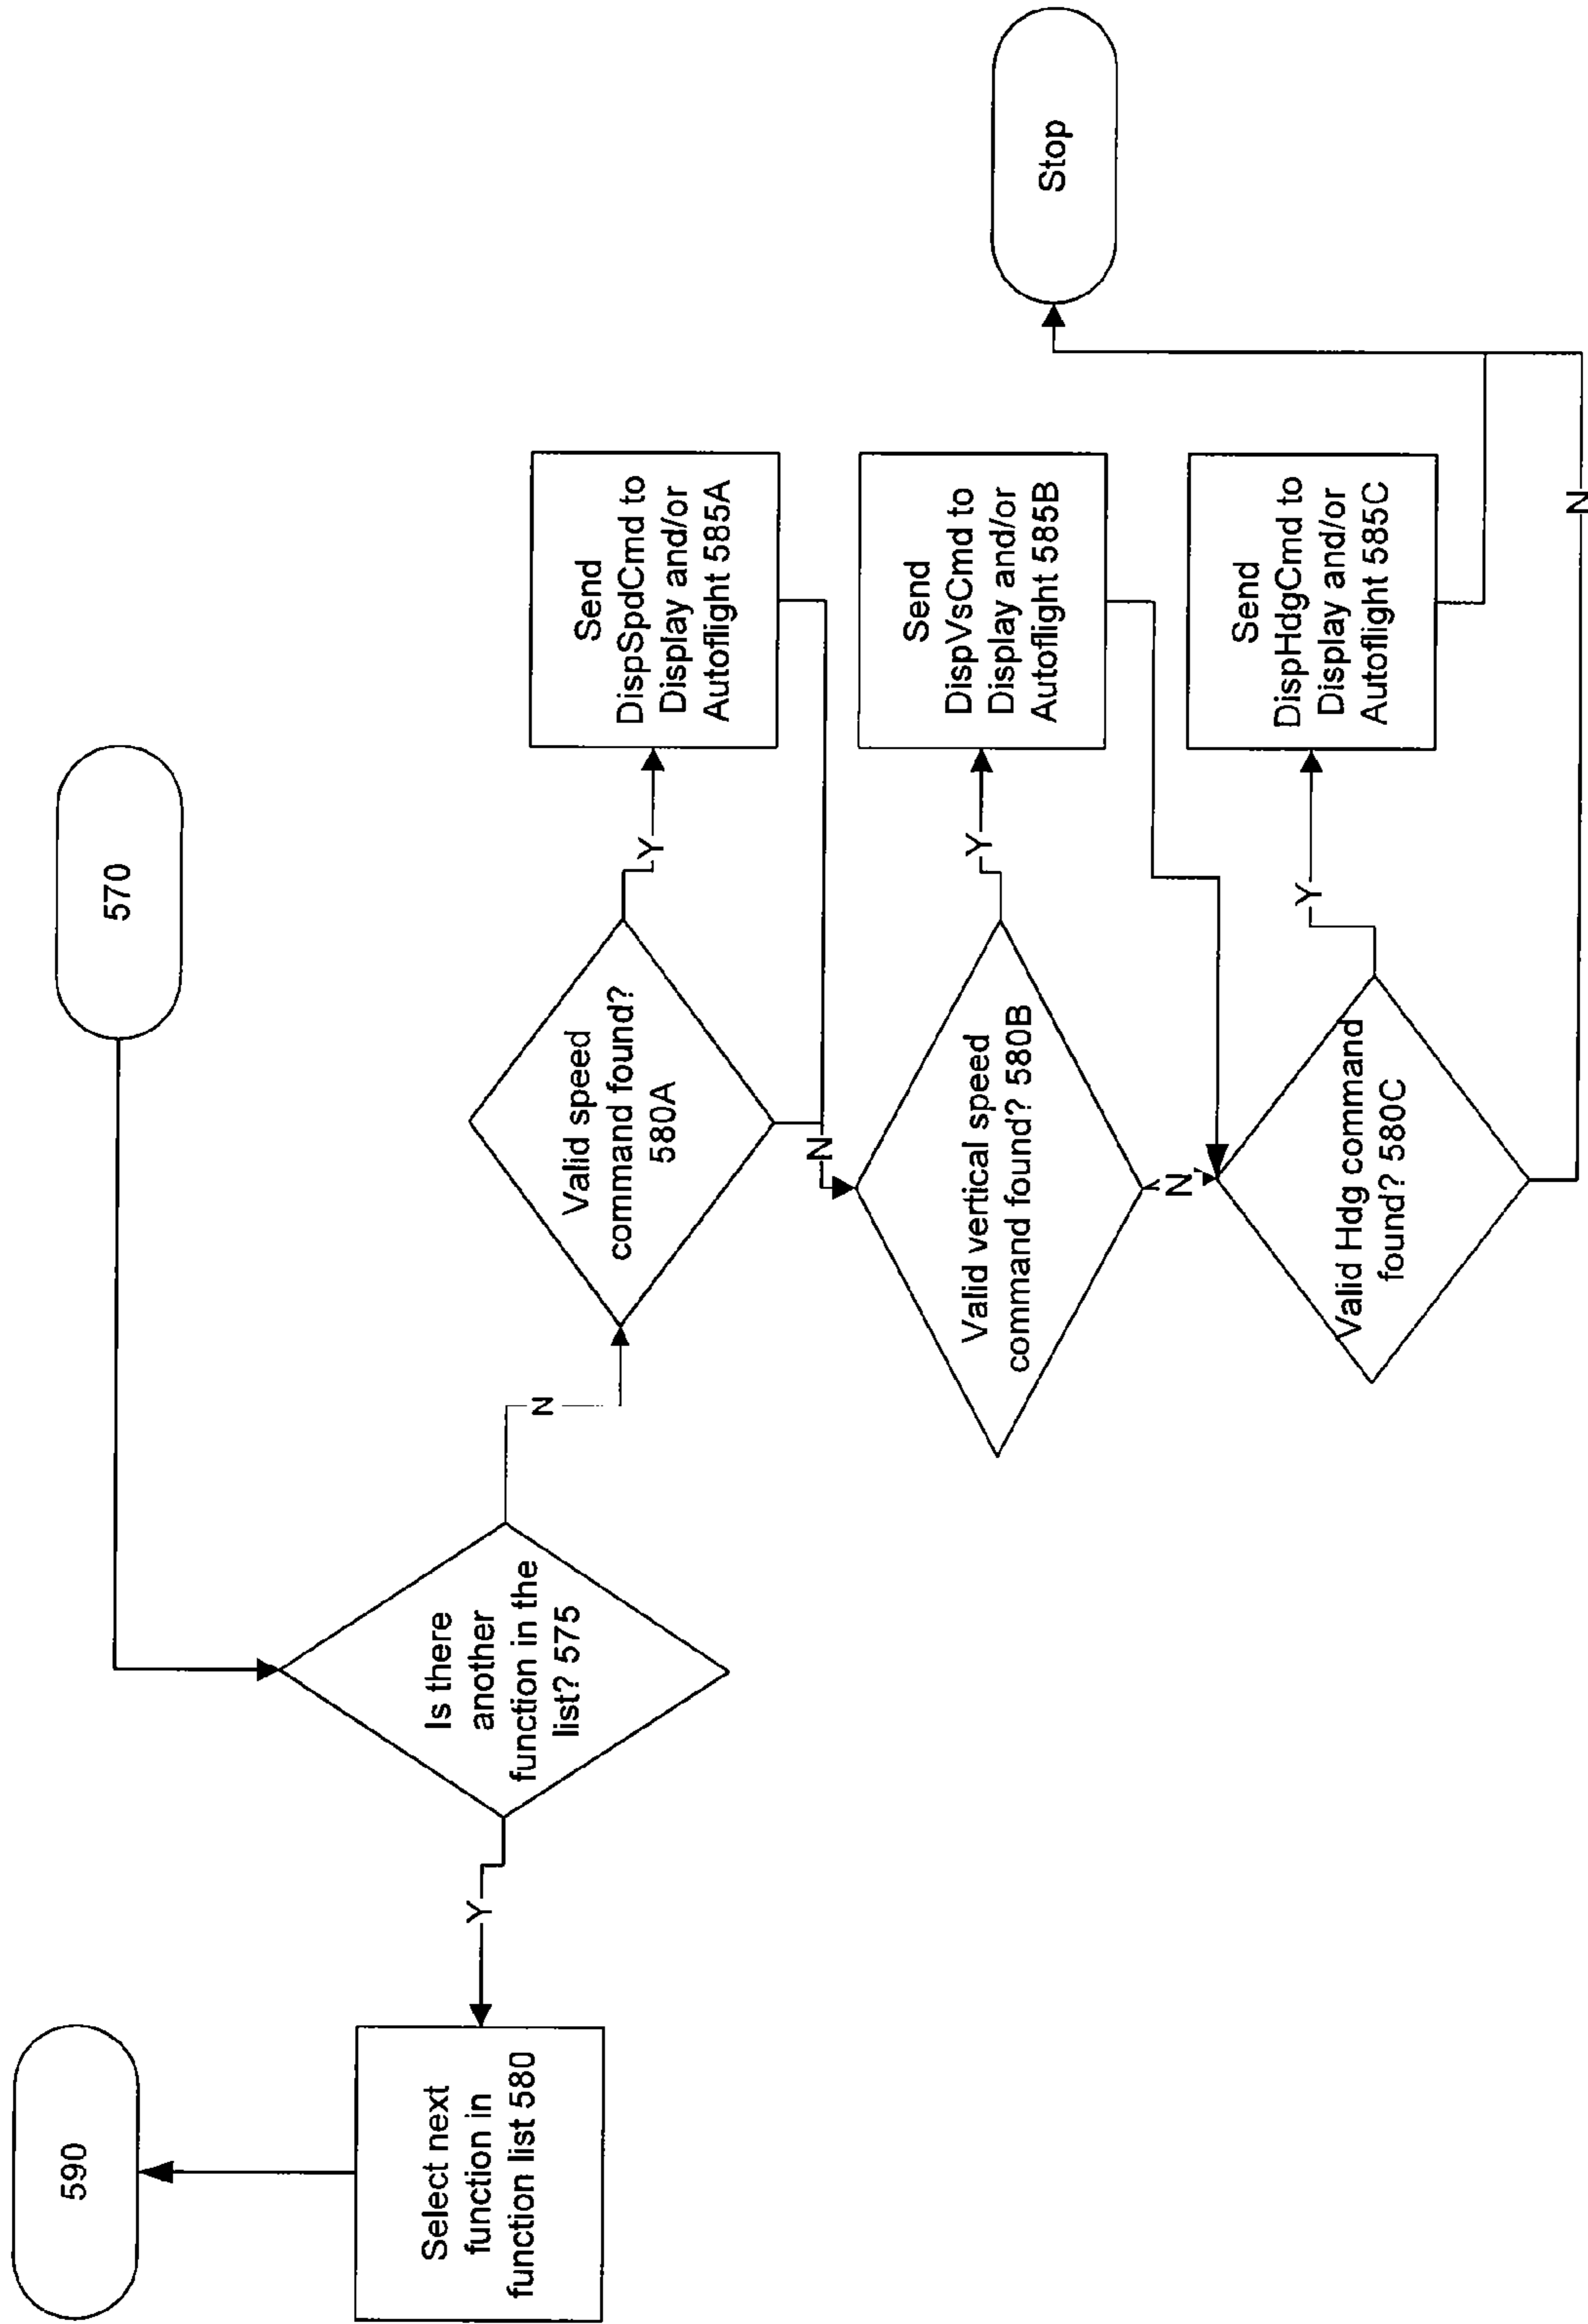 570
Is there
another
function in the
list? 575
Y
Select next
function in
function list 580
590
N
Valid speed
command found?
580A
Y
Send
DispSpdCmd to
Display and/or
Autoflight 585A
N
Valid vertical speed
command found? 580B
Y
Send
DispVsCmd to
Display and/or
Autoflight 585B
N
Valid Hdg command
found? 580C
Y
Send
DispHdgCmd to
Display and/or
Autoflight 585C
N
Stop